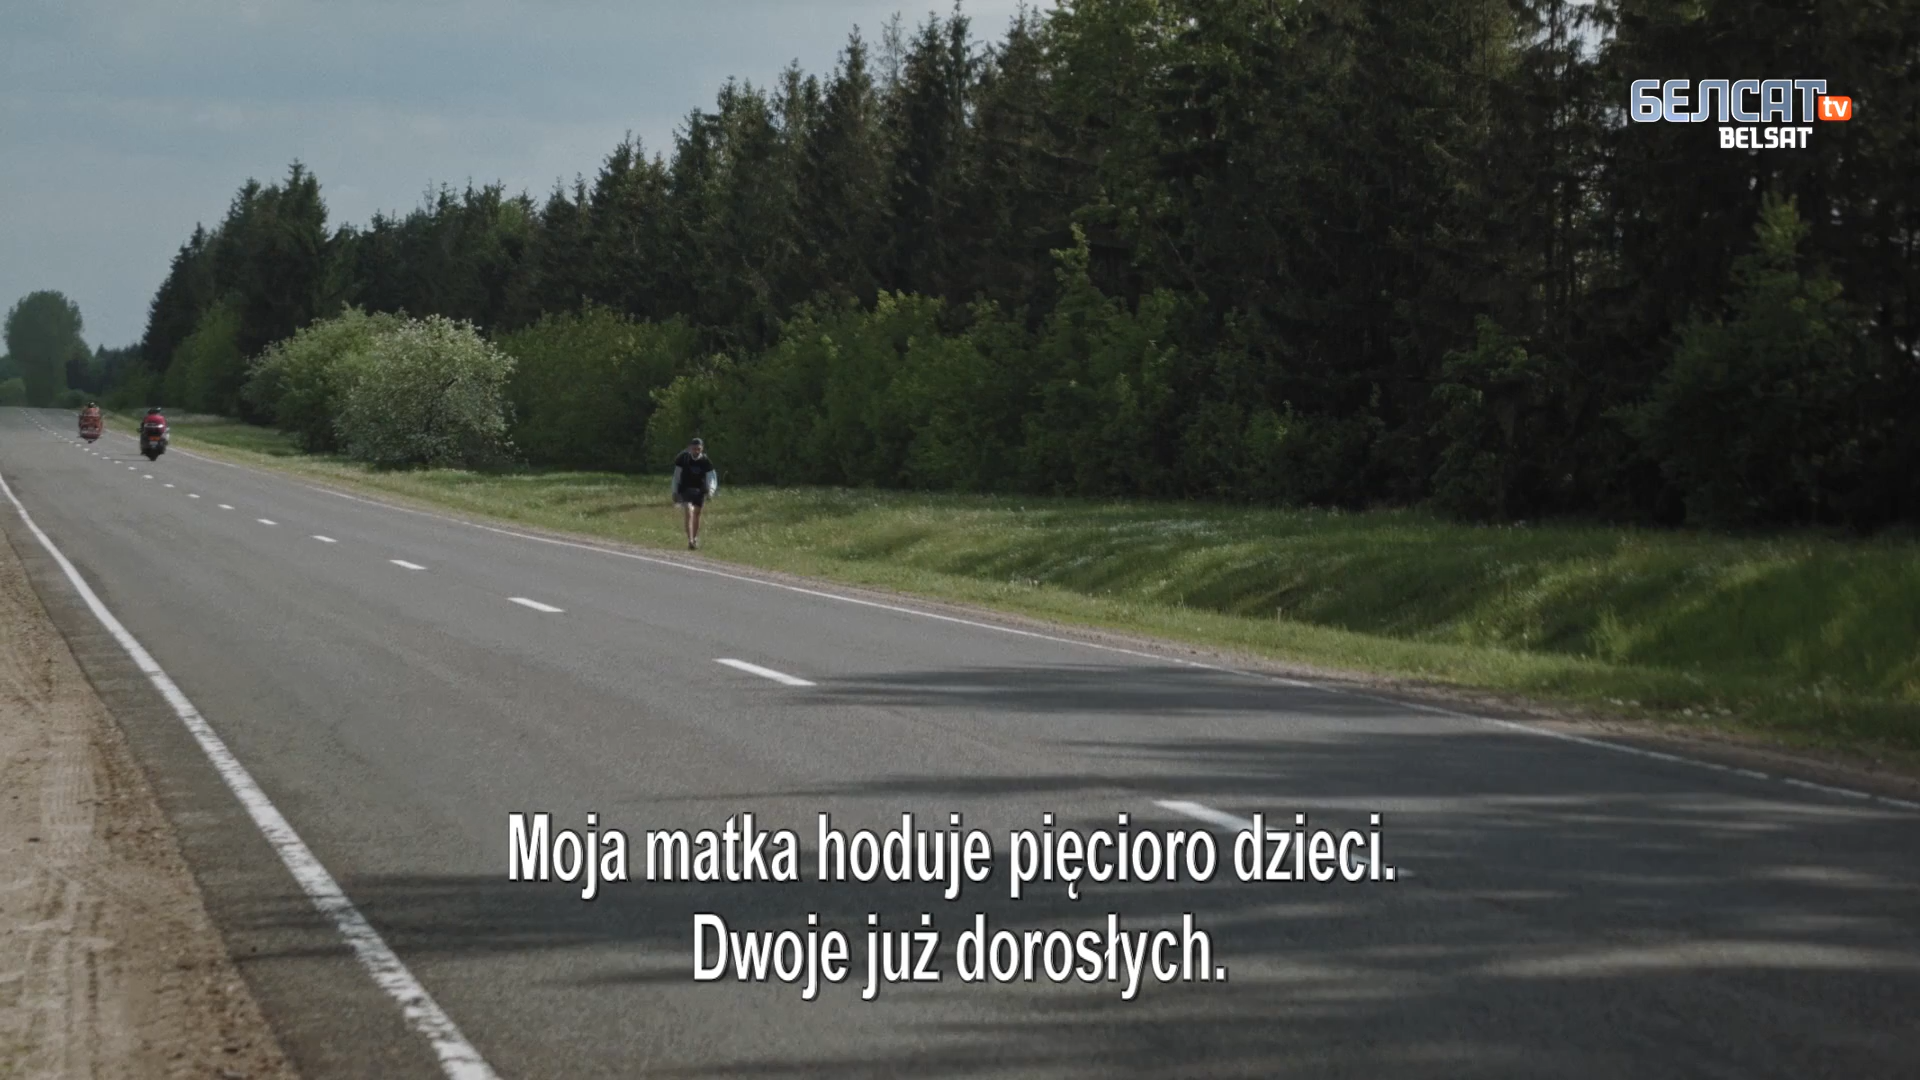 БЕЛСАТ tv
BELSAT
Moja matka hoduje pięcioro dzieci.
Dwoje już dorosłych.